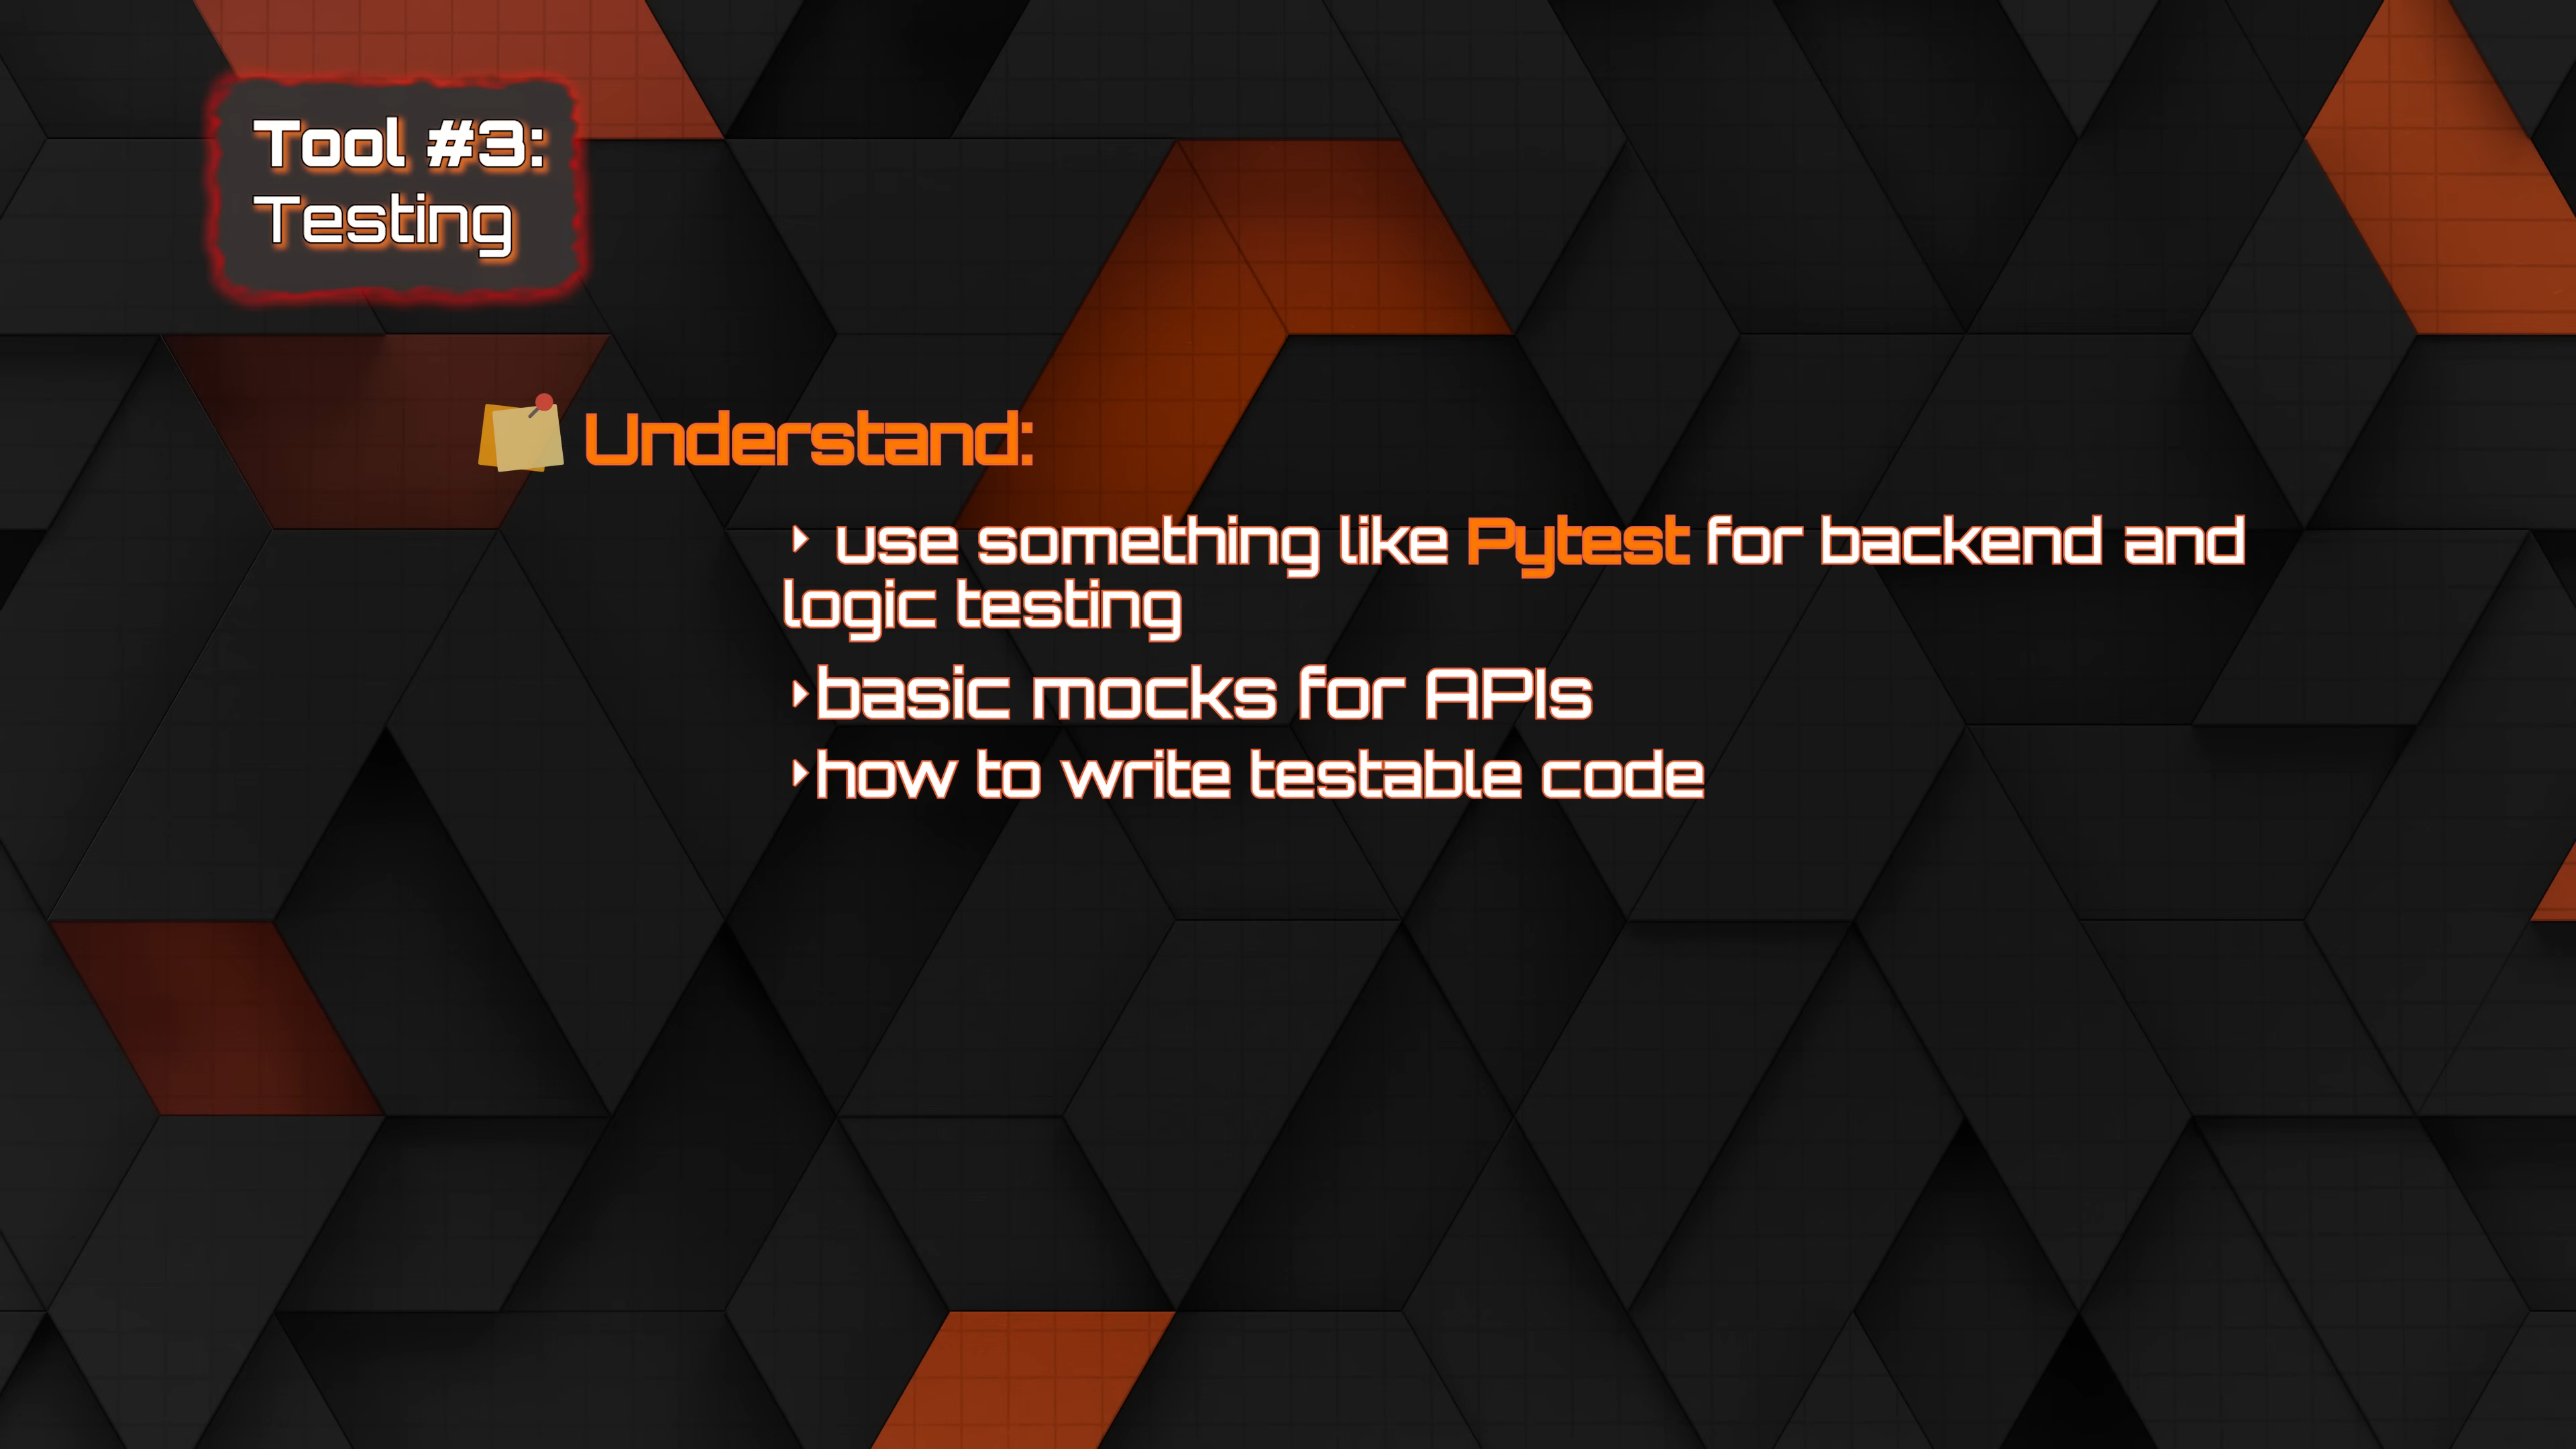 Tool #3:
Testing
Understand:
‣ use something like Pytest for backend and
logic testing
‣basic mocks for APIs
‣how to write testable code